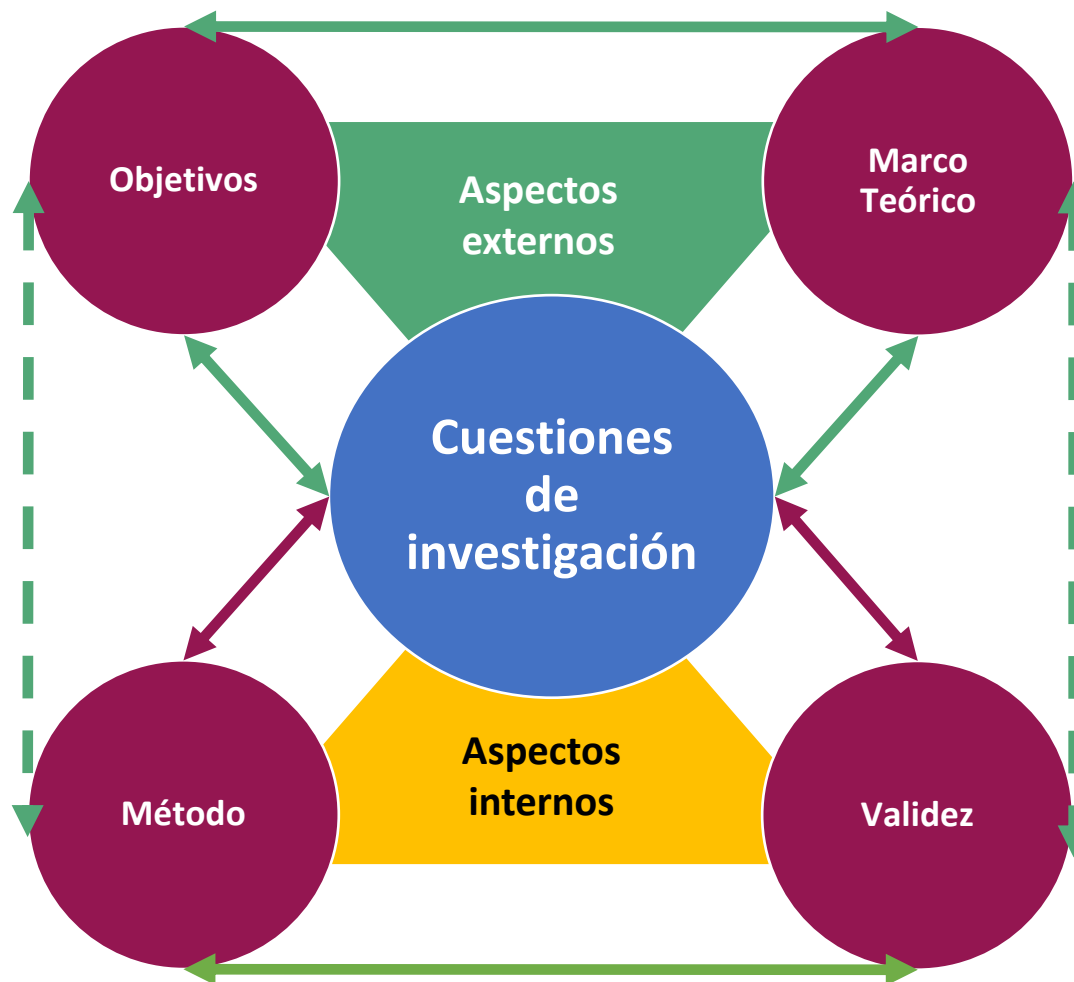 Objetivos
Marco
Teórico
Aspectos
externos
Cuestiones
de
investigación
Aspectos
internos
Método
Validez